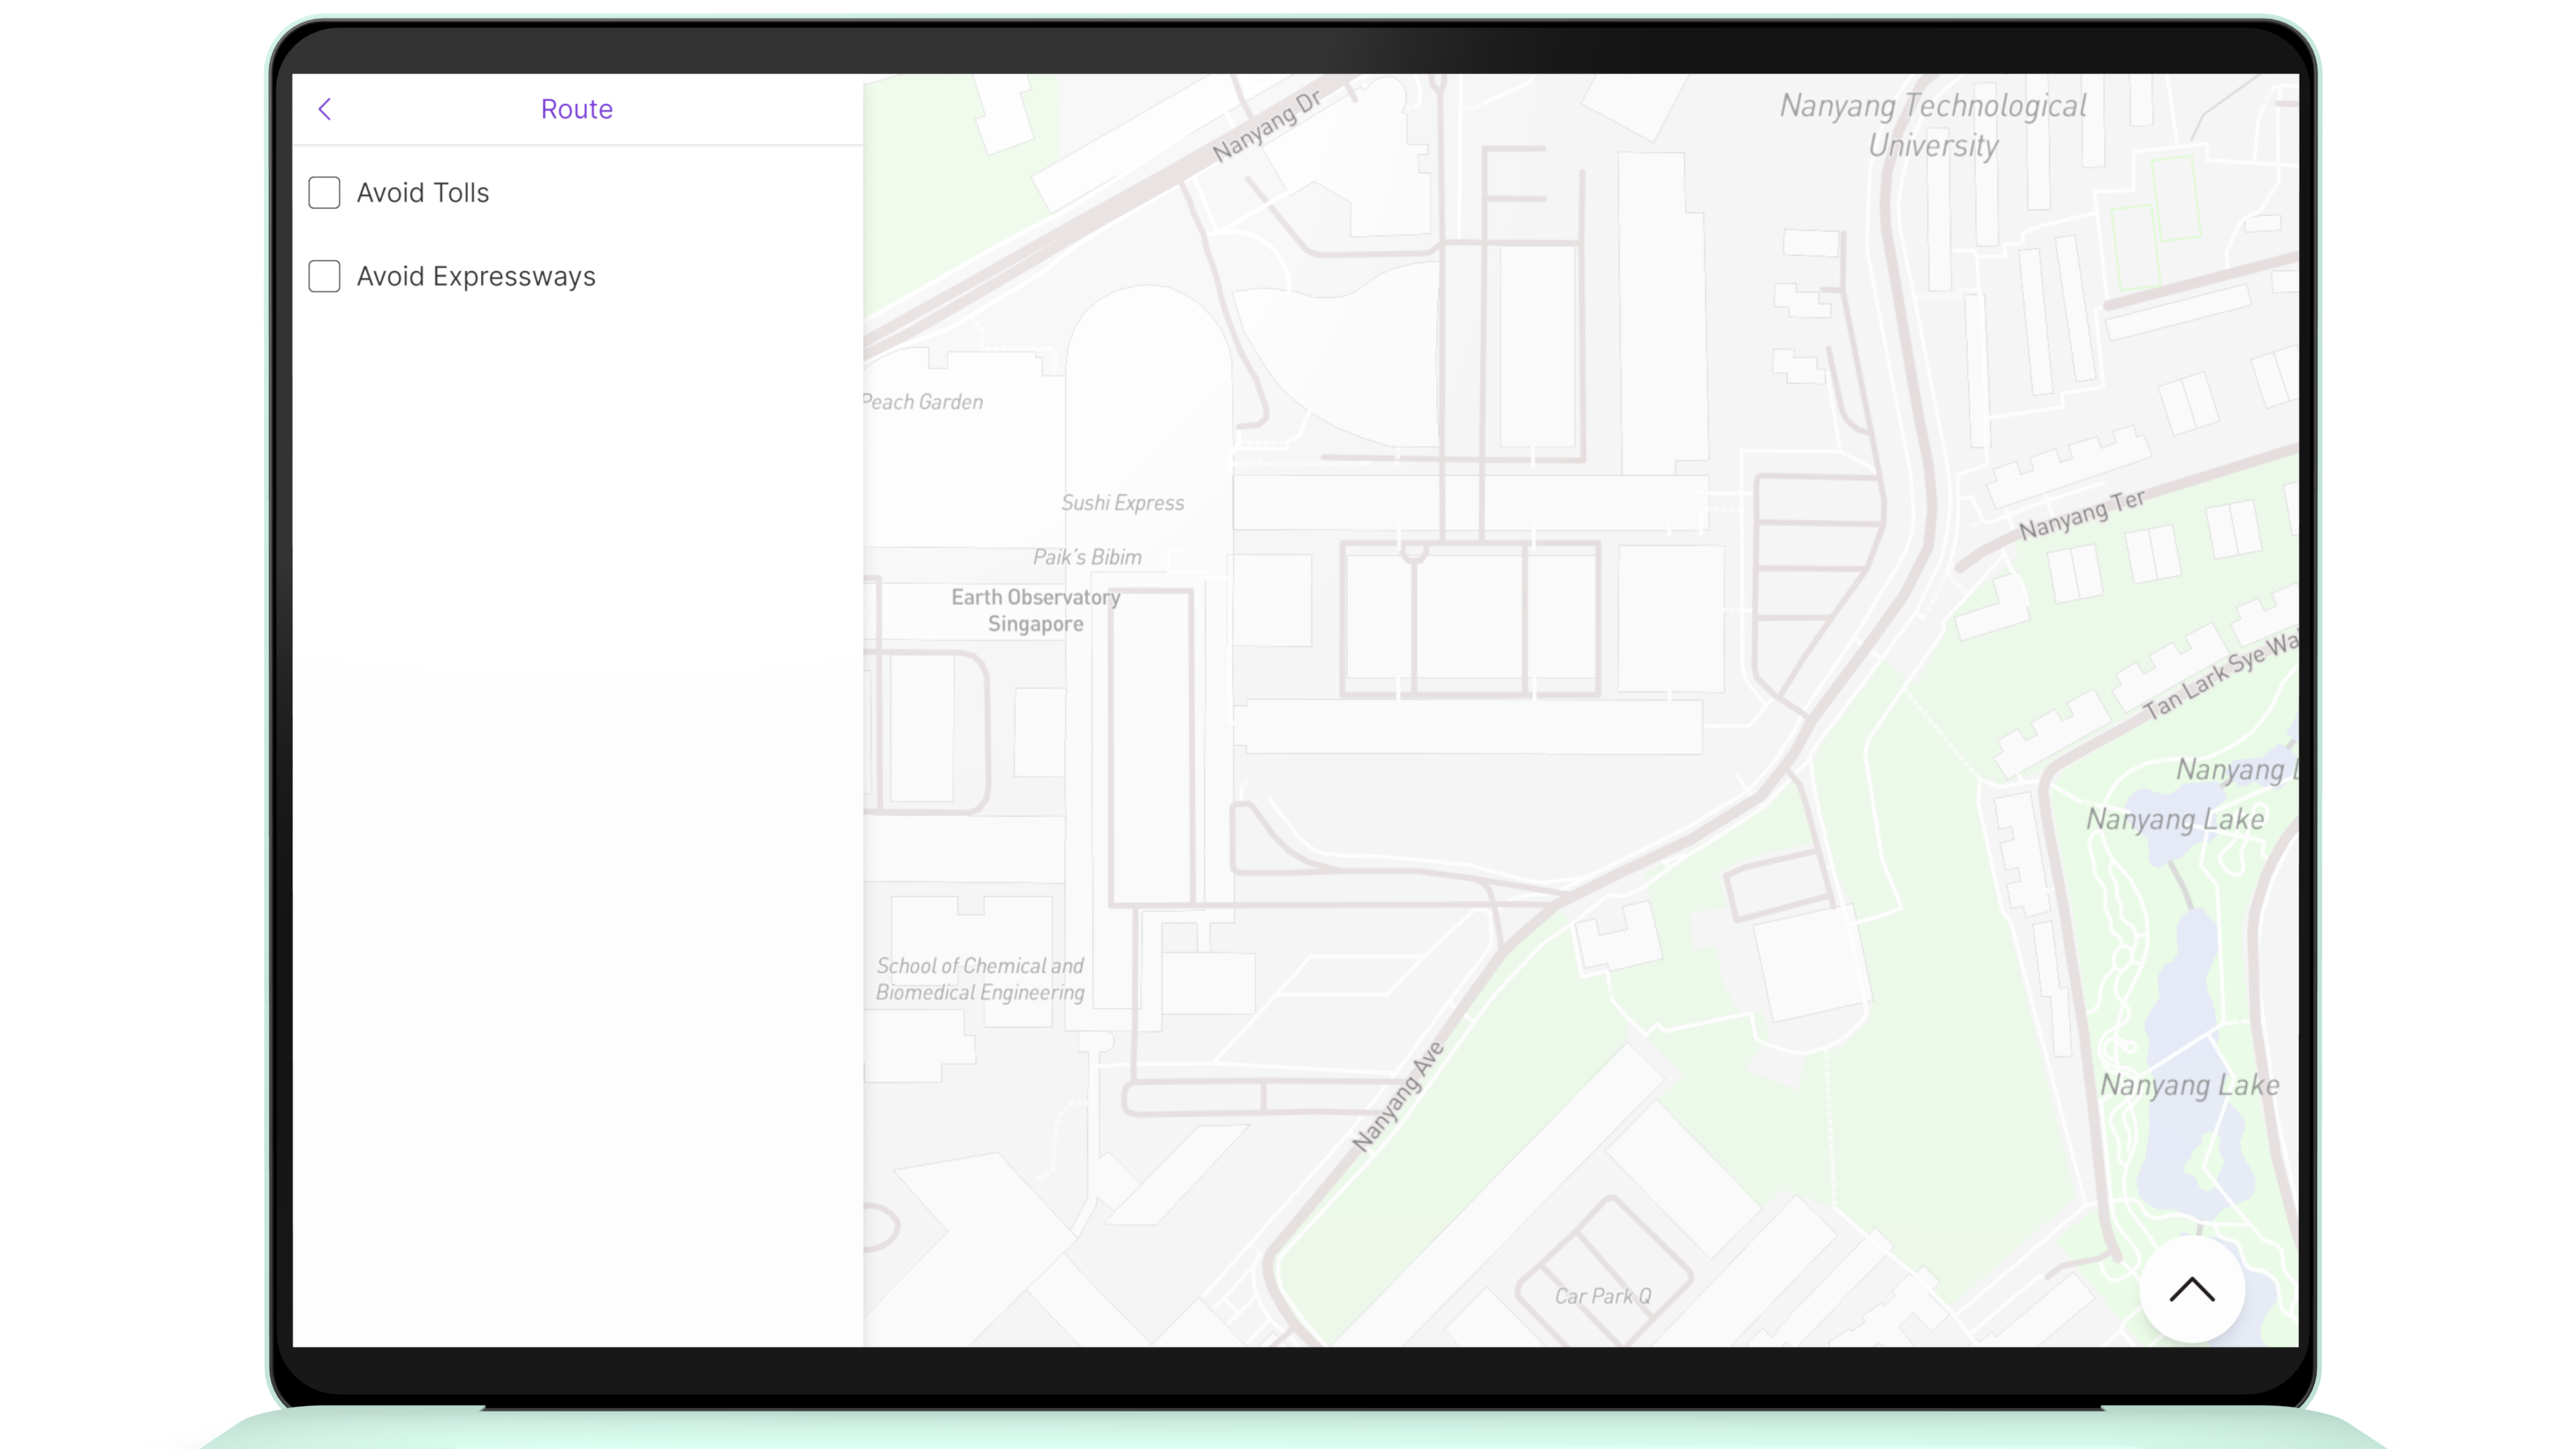 Route
Avoid Tolls
Avoid Expressways
Nanyang Dr
Nanyang Technological
University
Peach Garden
Sushi Express
Paik's Bibim
Earth Observatory
Singapore
Nanyang Ter
Tan Lark Sye Wa
Nanyang L
Nanyang Lake
School of Chemical and
Biomedical Engineering
Nanyang Ave
Nanyang Lake
Car Park Q